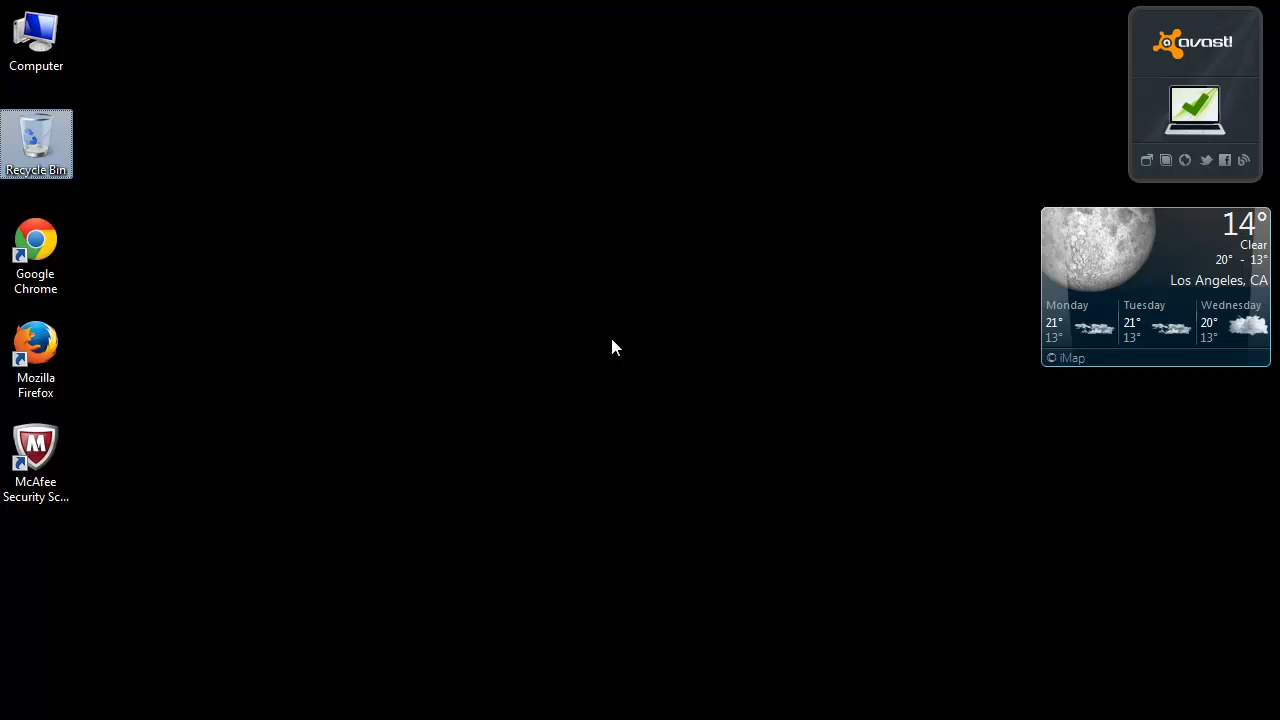 Computer
Recycle Bin
Google
Chrome
Mozilla
Firefox
McAfee
Security Sc...
avast!
14°
Clear
20° - 13°
Los Angeles, CA
Monday Tuesday Wednesday
21° 21° 20°
13° 13° 13°
© iMap